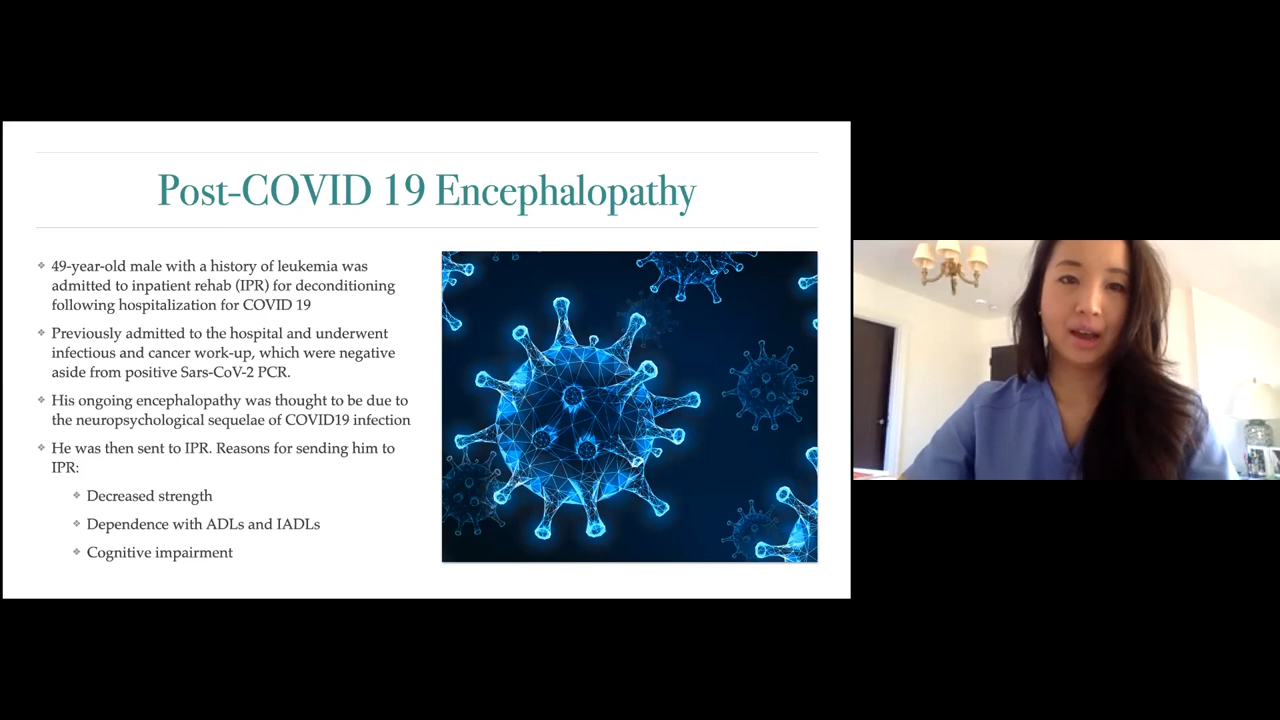 Post-COVID 19 Encephalopathy
49-year-old male with a history of leukemia was
admitted to inpatient rehab (IPR) for deconditioning
following hospitalization for COVID 19
Previously admitted to the hospital and underwent
infectious and cancer work-up, which were negative
aside from positive Sars-CoV-2 PCR.
His ongoing encephalopathy was thought to be due to
the neuropsychological sequelae of COVID19 infection
He was then sent to IPR. Reasons for sending him to
IPR:
Decreased strength
Dependence with ADLs and IADLs
Cognitive impairment